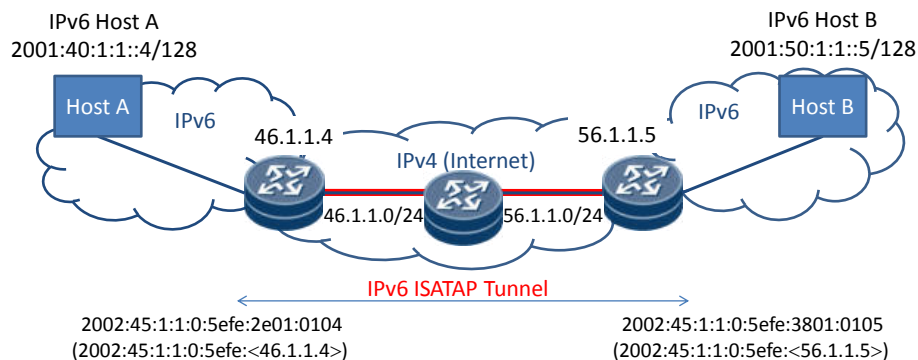 IPv6 Host A
2001:40:1:1::4/128
IPv6 Host B
2001:50:1:1::5/128
Host A
IPv6
46.1.1.4
IPv4 (Internet)
56.1.1.5
IPv6
Host B
46.1.1.0/24
56.1.1.0/24
IPv6 ISATAP Tunnel
2002:45:1:1:0:5efe:2e01:0104
(2002:45:1:1:0:5efe:<46.1.1.4>)
2002:45:1:1:0:5efe:3801:0105
(2002:45:1:1:0:5efe:<56.1.1.5>)